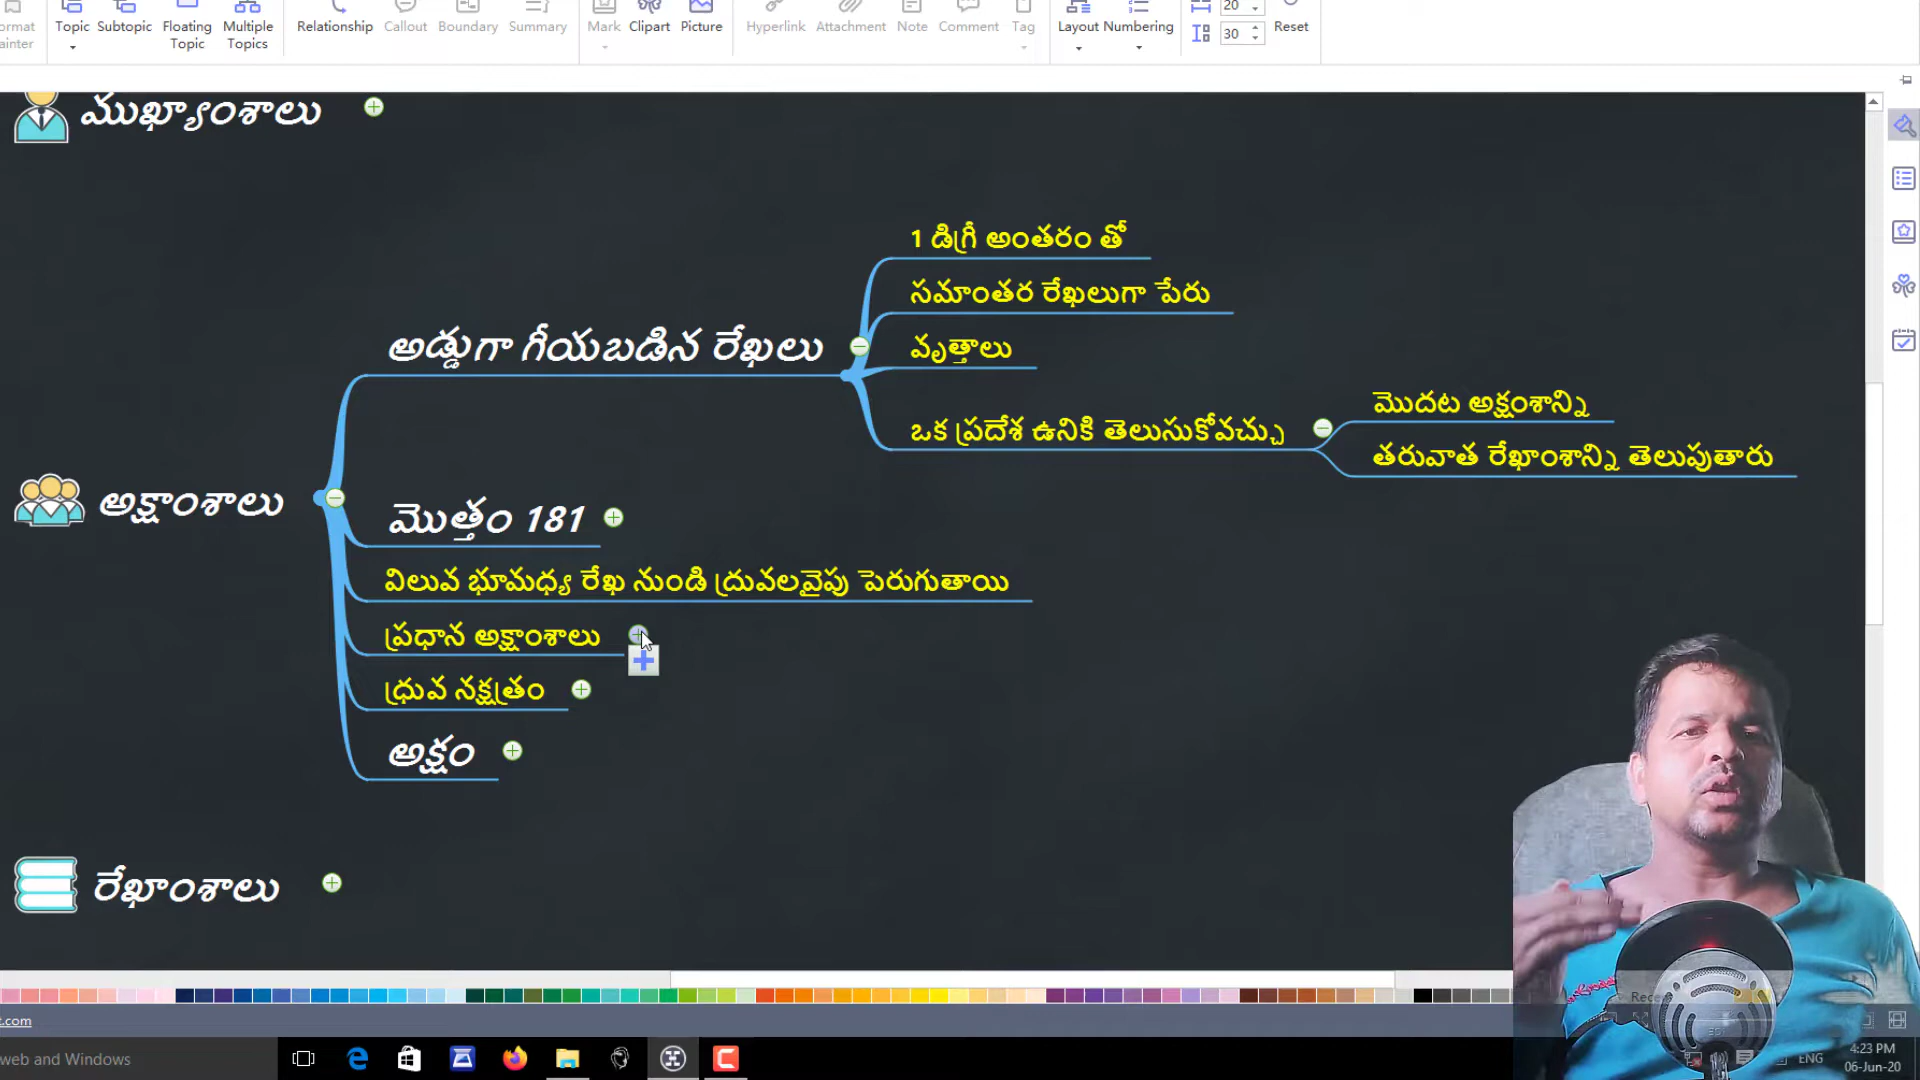 Topic
Subtopic
Floating Topic
Multiple Topics
Relationship
Callout
Boundary
Summary
Mark
Clipart
Picture
Hyperlink
Attachment
Note
Comment
Tag
Layout
Numbering
20
30
Reset
ముఖ్యాంశాలు
1 డిగ్రీ అంతరం తో
సమాంతర రేఖలుగా పేరు
అడ్డుగా గీయబడిన రేఖలు
వృత్తాలు
మొదట అక్షంశాన్ని
ఒక ప్రదేశ ఉనికి తెలుసుకోవచ్చు
తరువాత రేఖాంశాన్ని తెలుపుతారు
అక్షాంశాలు
మొత్తం 181
విలువ భూమధ్య రేఖ నుండి ద్రువలవైపు పెరుగుతాయి
ప్రధాన అక్షాంశాలు
ధ్రువ నక్షత్రం
అక్షం
రేఖాంశాలు
t.com
web and Windows
ENG
4:23 PM
06-Jun-20